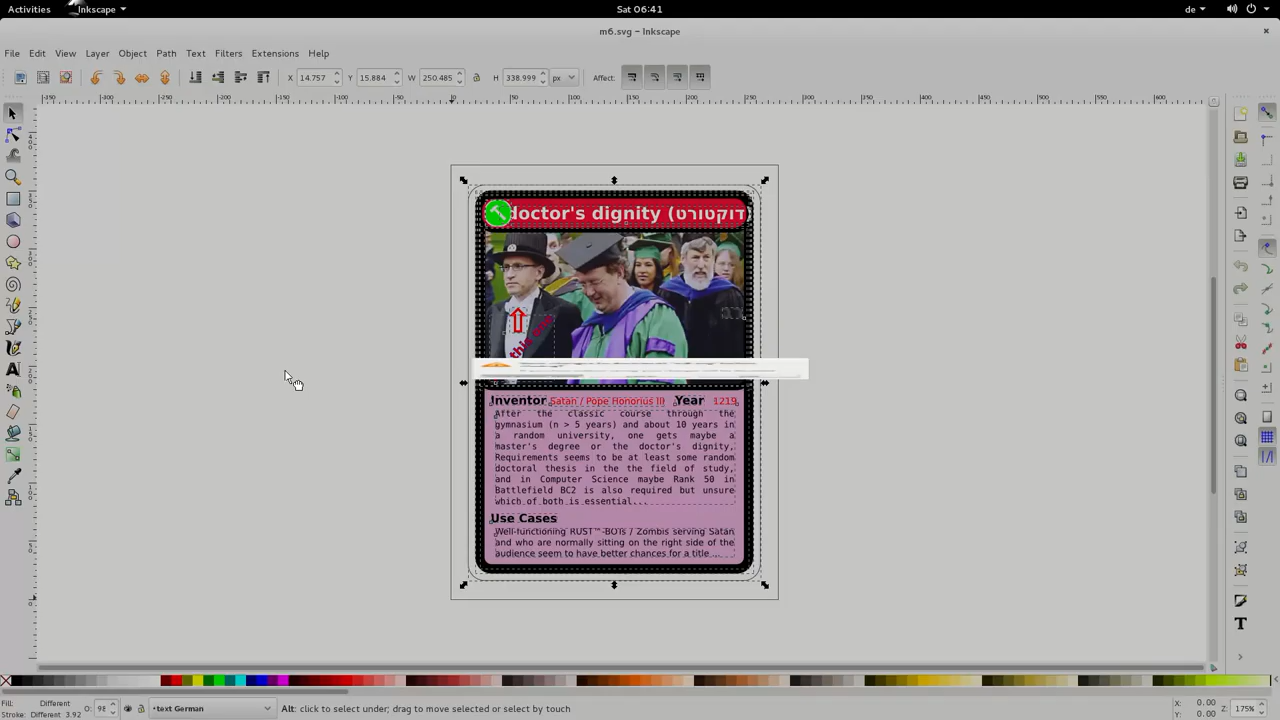 Activities Inkscape Sat 06:41 de
m6.svg – Inkscape
File Edit View Layer Object Path Text Filters Extensions Help
X 14.757 Y 15.884 W 250.485 H 338.999 px Affect:
doctor's dignity (דוקטורט)
this one
Inventor Satan / Pope Honorius III Year 1219
After the classic course through the
gymnasium (n > 5 years) and about 10 years in
a random university, one gets maybe a
master's degree or the doctor's dignity,
Requirements seems to be at least some random
doctoral thesis in the the field of study,
and in Computer Science maybe Rank 50 in
Battlefield BC2 is also required but unsure
which of both is essential...
Use Cases
Well-functioning RUST™-BOTs / Zombis serving Satan
and who are normally sitting on the right side of the
audience seem to have better chances for a title ...
Fill: Different
Stroke: Different 3.92
O: 98
•text German
Alt: click to select under; drag to move selected or select by touch
X: 0.00
Y: 0.00
Z: 175%